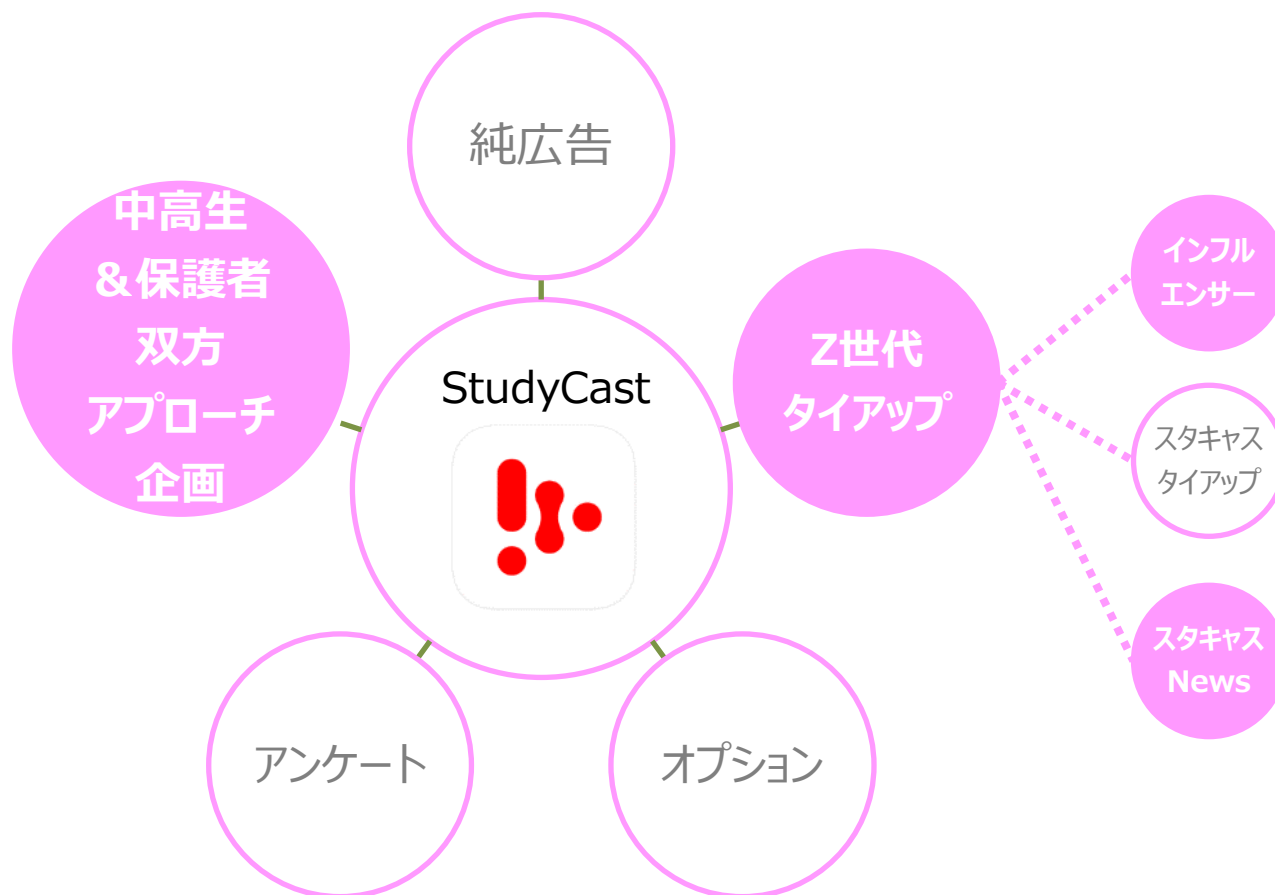 純広告
中高生
&保護者
双方
アプローチ
企画
StudyCast
Z世代
タイアップ
インフル
エンサー
スタキャス
タイアップ
スタキャス
News
アンケート
オプション